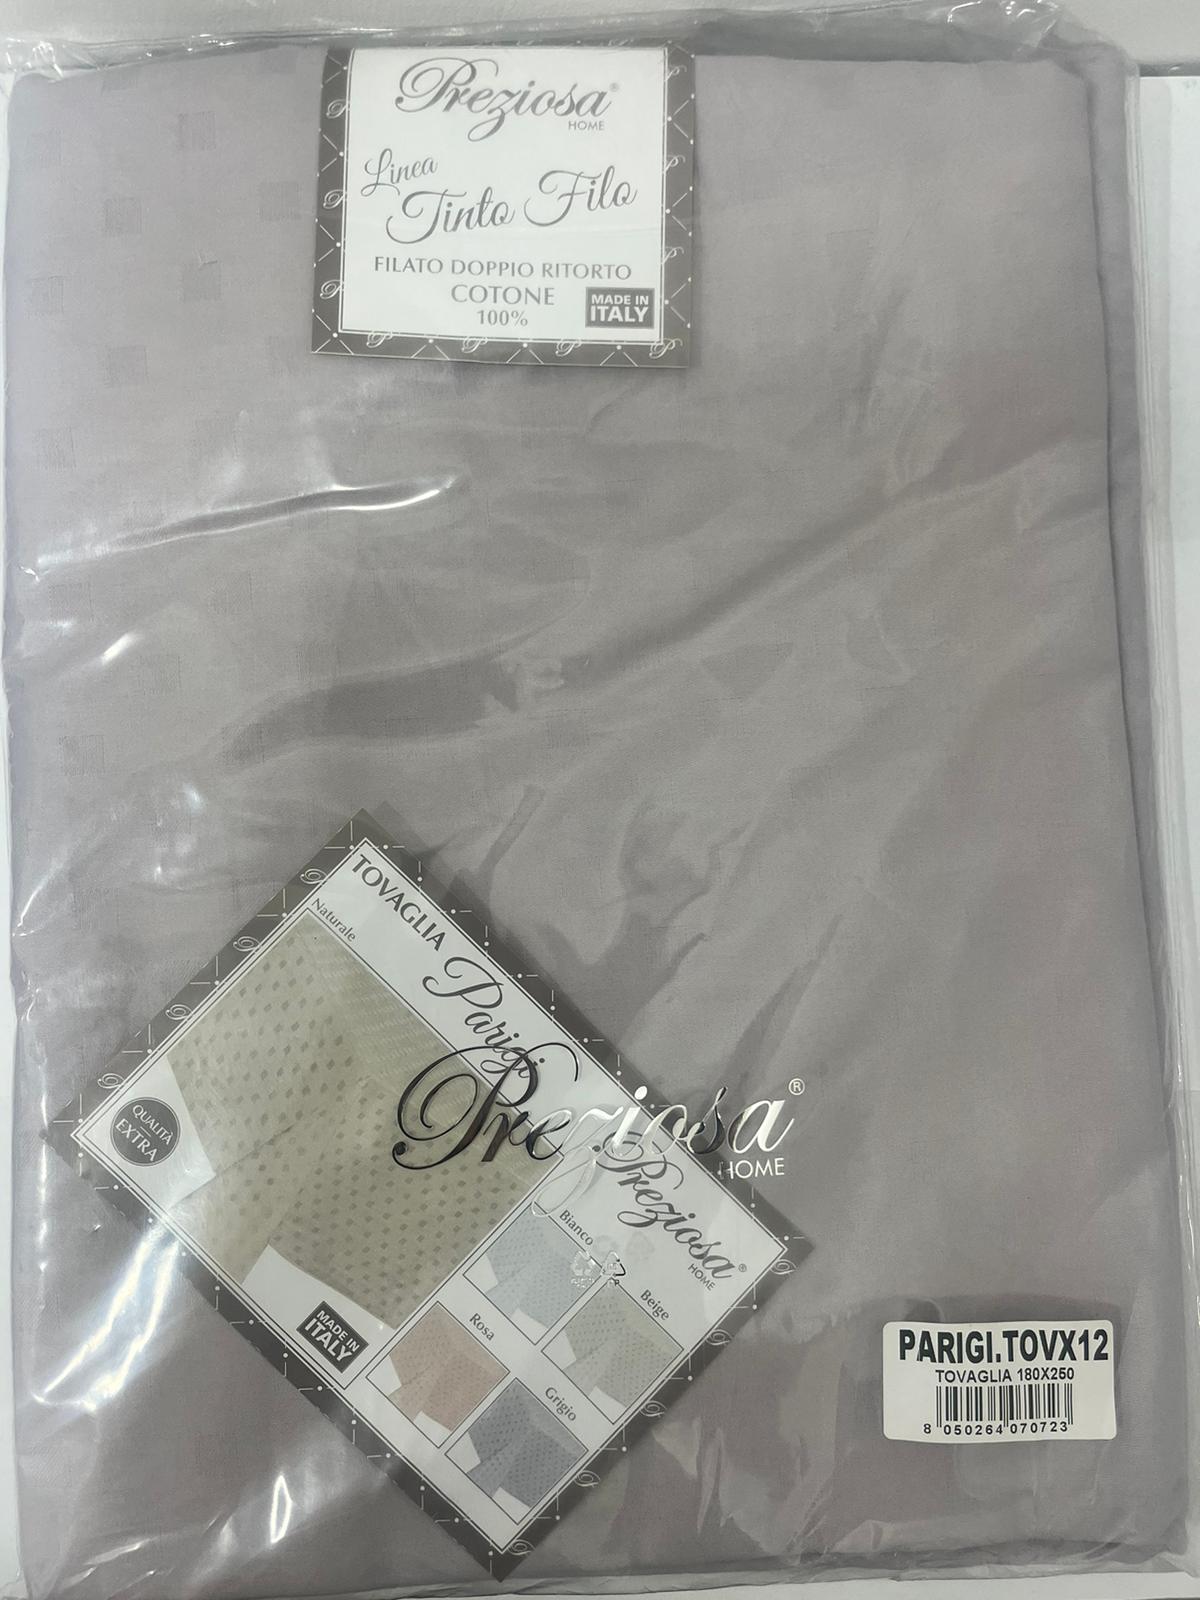 Preziosa®
HOME
Linea
Tinto Filo
FILATO DOPPIO RITORTO
COTONE
100%
MADE IN
ITALY
TOVAGLIA Parigi
Naturale
QUALITÀ
EXTRA
Preziosa®
HOME
Preziosa®
HOME
Bianco
Beige
Rosa
Grigio
MADE IN
ITALY
PARIGI.TOVX12
TOVAGLIA 180X250
8 050264 070723